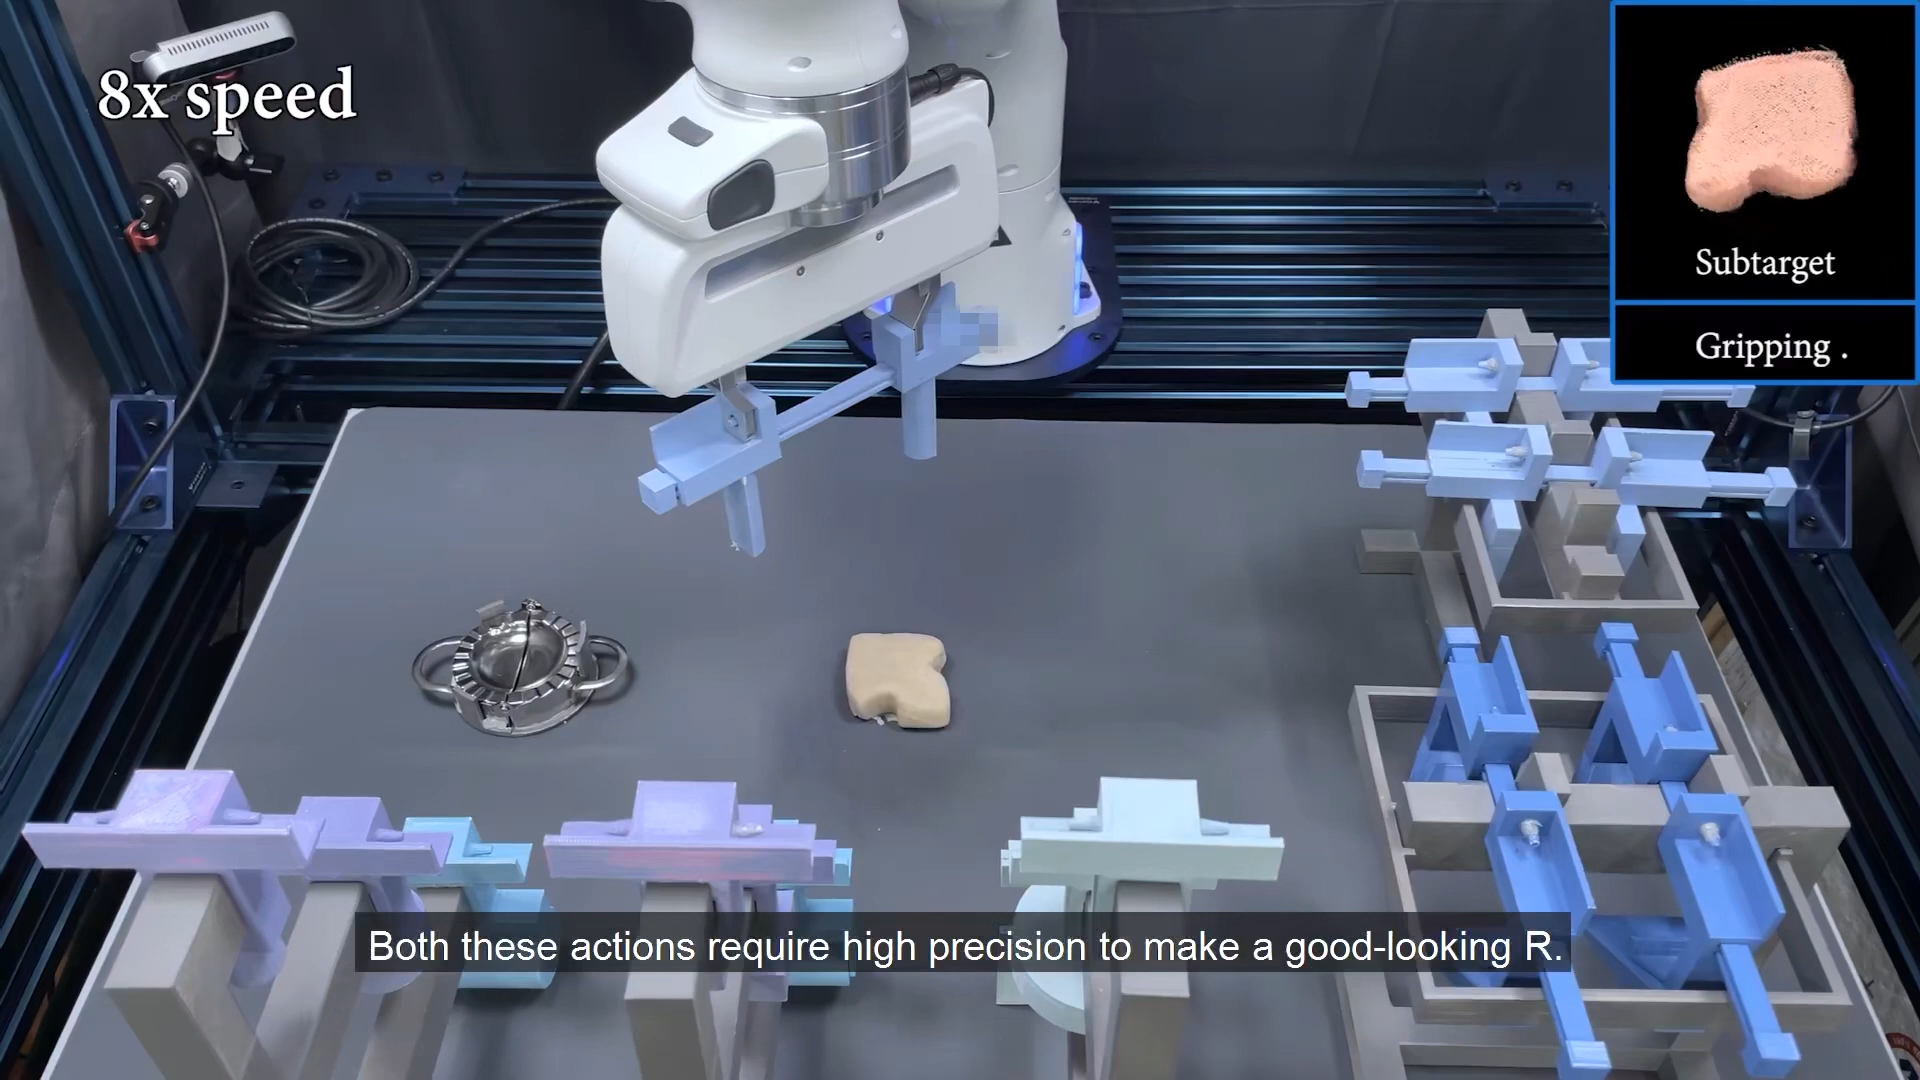 8x speed
Subtarget
Gripping .
Both these actions require high precision to make a good-looking R.